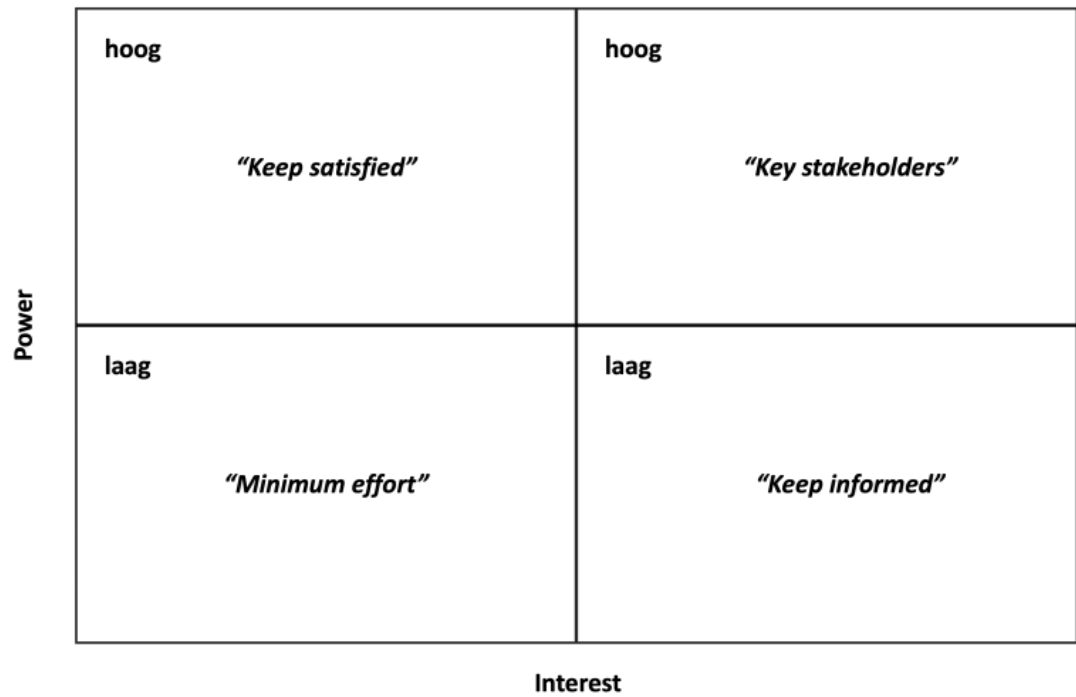 hoog
hoog
“Keep satisfied”
“Key stakeholders”
Power
laag
laag
“Minimum effort”
“Keep informed”
Interest